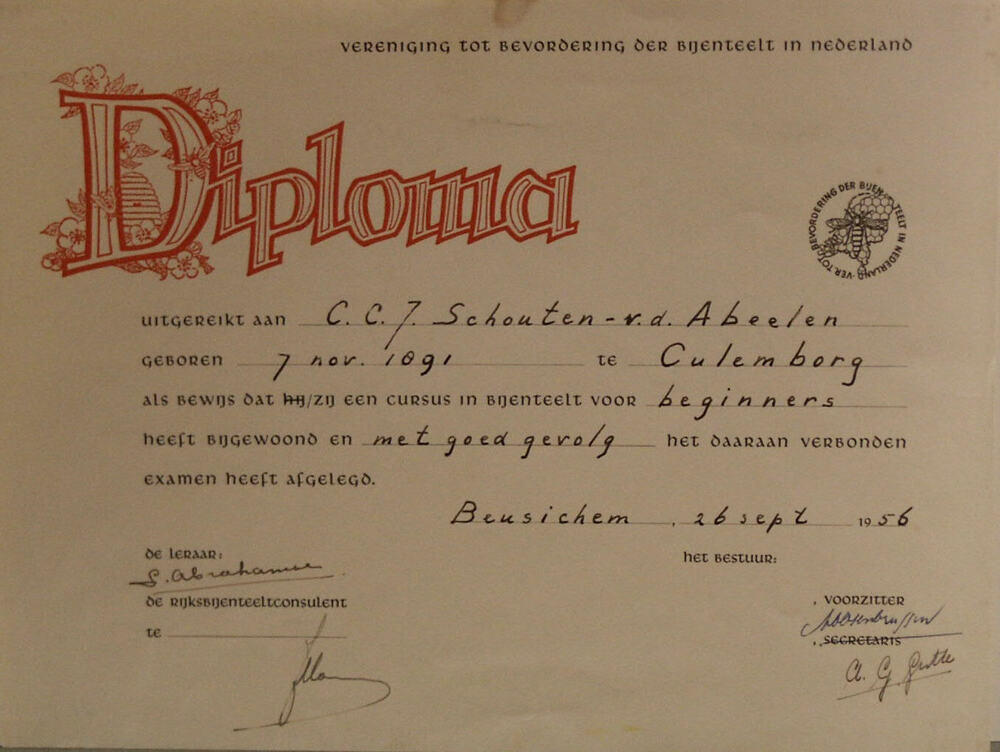 VERENIGING TOT BEVORDERING DER BIJENTEELT IN NEDERLAND
Diploma
VER. TOT BEVORDERING DER BIJENTEELT IN NEDERLAND
UITGEREIKT AAN C. C. J. Schouten-v.d. Abeelen
GEBOREN 7 nov. 1891 TE Culemborg
ALS BEWIJS DAT HIJ/ZIJ EEN CURSUS IN BIJENTEELT VOOR beginners
HEEFT BIJGEWOOND EN met goed gevolg HET DAARAAN VERBONDEN
EXAMEN HEEFT AFGELEGD.
Beusichem, 26 sept 1956
DE LERAAR: HET BESTUUR:
S. Abrahamse
DE RIJKSBIJENTEELTCONSULENT , VOORZITTER
TE , SECRETARIS
A. G.